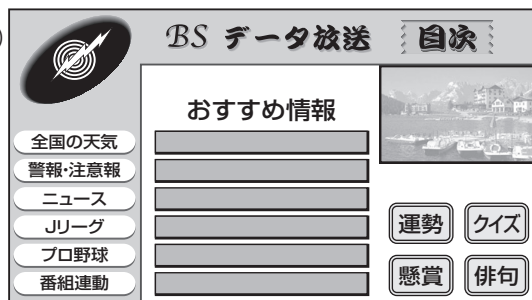 BS データ放送 目次
おすすめ情報
全国の天気
警報・注意報
ニュース
Jリーグ
プロ野球
番組連動
運勢 クイズ
懸賞 俳句